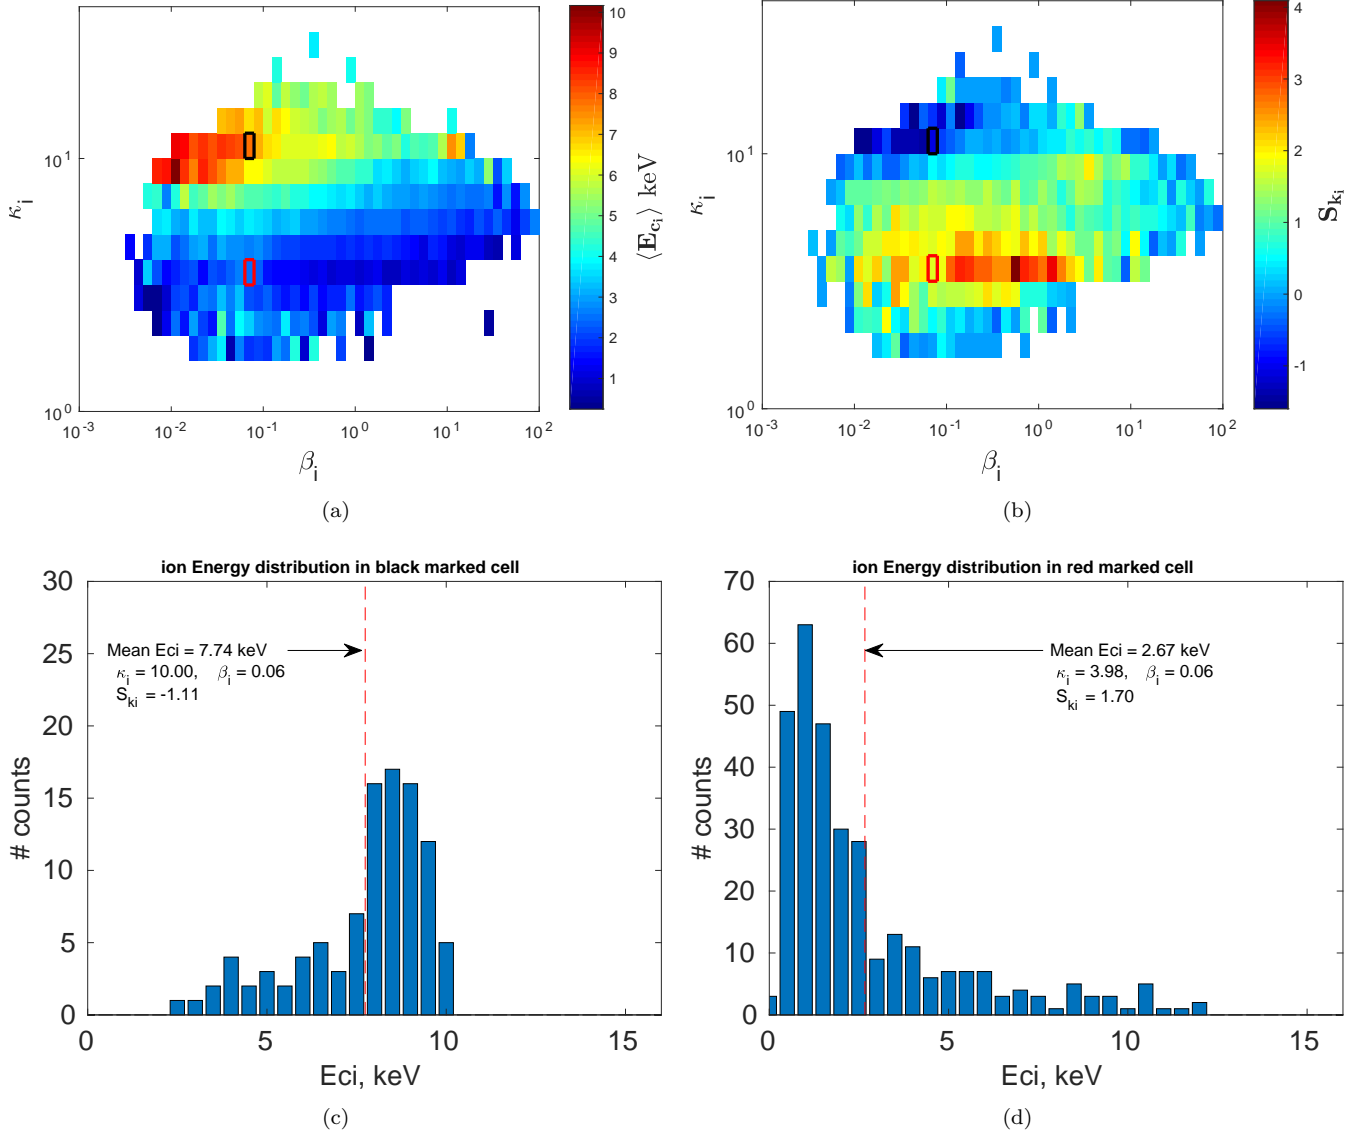 10
9
8
7
6
5
4
3
2
1
⟨E_ci⟩ keV
κ_i
10^1
10^0
10^-3
10^-2
10^-1
10^0
10^1
10^2
β_i
(a)
4
3
2
1
0
-1
S_ki
κ_i
10^1
10^0
10^-3
10^-2
10^-1
10^0
10^1
10^2
β_i
(b)
ion Energy distribution in black marked cell
30
25
20
15
10
5
0
# counts
Mean Eci = 7.74 keV
κ_i = 10.00, β_i = 0.06
S_ki = -1.11
0
5
10
15
Eci, keV
(c)
ion Energy distribution in red marked cell
70
60
50
40
30
20
10
0
# counts
Mean Eci = 2.67 keV
κ_i = 3.98, β_i = 0.06
S_ki = 1.70
0
5
10
15
Eci, keV
(d)